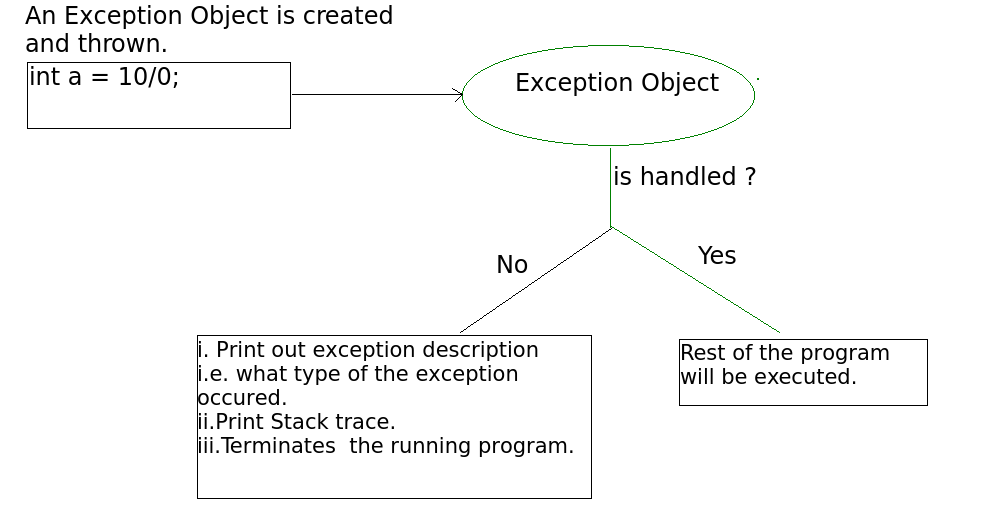 An Exception Object is created
and thrown.
int a = 10/0;
Exception Object
is handled ?
No
Yes
i. Print out exception description
i.e. what type of the exception
occured.
ii.Print Stack trace.
iii.Terminates  the running program.
Rest of the program
will be executed.